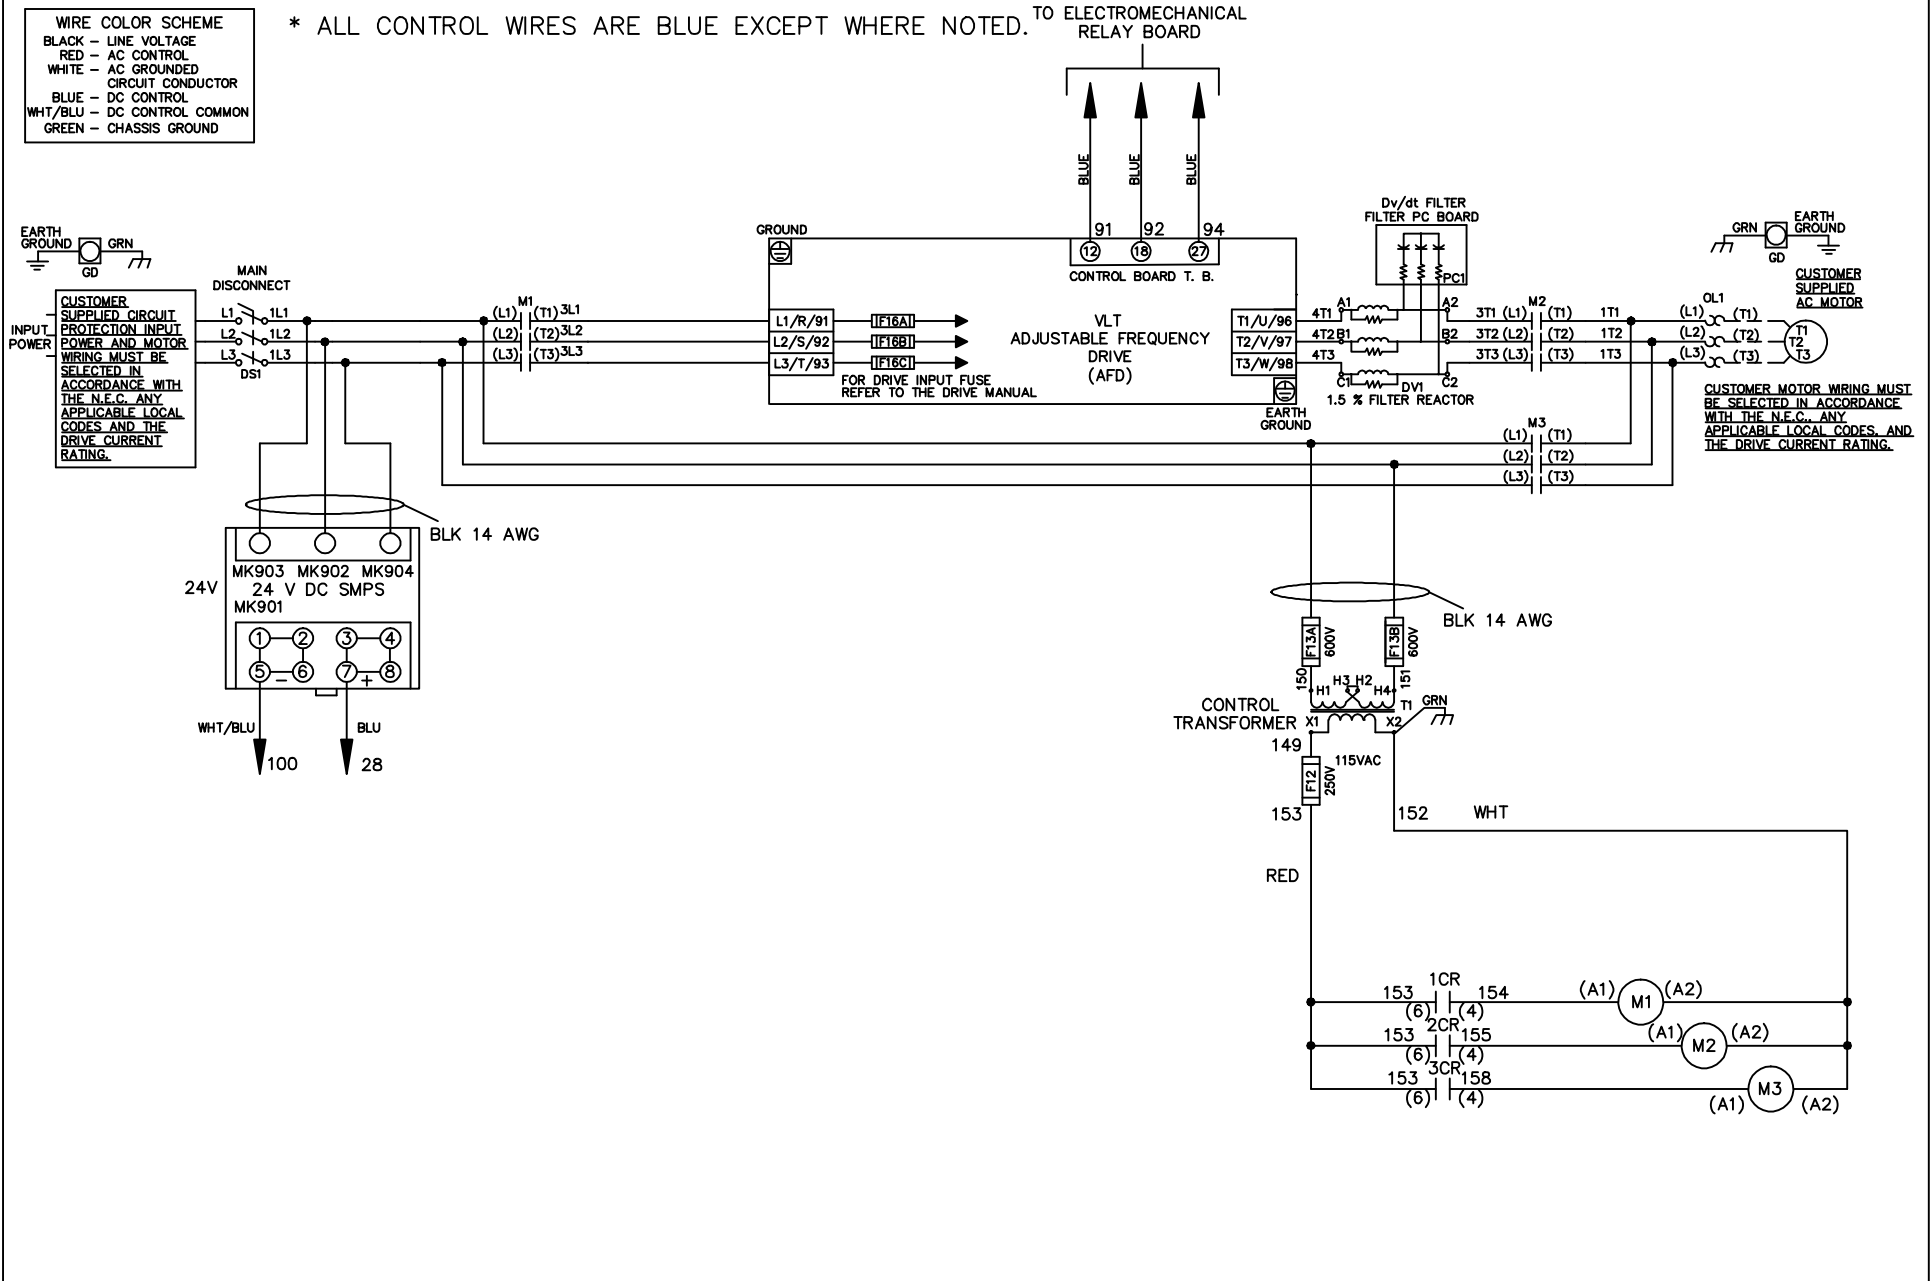 WIRE COLOR SCHEME
BLACK – LINE VOLTAGE
RED – AC CONTROL
WHITE – AC GROUNDED
CIRCUIT CONDUCTOR
BLUE – DC CONTROL
WHT/BLU – DC CONTROL COMMON
GREEN – CHASSIS GROUND
* ALL CONTROL WIRES ARE BLUE EXCEPT WHERE NOTED.
TO ELECTROMECHANICAL
RELAY BOARD
BLUE
BLUE
BLUE
91 92 94
12 18 27
CONTROL BOARD T. B.
EARTH
GROUND
GRN
GD
MAIN
DISCONNECT
INPUT
POWER
CUSTOMER
SUPPLIED CIRCUIT
PROTECTION INPUT
POWER AND MOTOR
WIRING MUST BE
SELECTED IN
ACCORDANCE WITH
THE N.E.C. ANY
APPLICABLE LOCAL
CODES AND THE
DRIVE CURRENT
RATING.
L1 1L1
L2 1L2
L3 1L3
DS1
M1
(L1) (T1) 3L1
(L2) (T2) 3L2
(L3) (T3) 3L3
GROUND
L1/R/91 F16A
L2/S/92 F16B
L3/T/93 F16C
FOR DRIVE INPUT FUSE
REFER TO THE DRIVE MANUAL
VLT
ADJUSTABLE FREQUENCY
DRIVE
(AFD)
T1/U/96
T2/V/97
T3/W/98
EARTH
GROUND
Dv/dt FILTER
FILTER PC BOARD
PC1
4T1 A1 A2
4T2 B1 B2
4T3
C1 DV1 C2
1.5 % FILTER REACTOR
M2
3T1 (L1) (T1) 1T1
3T2 (L2) (T2) 1T2
3T3 (L3) (T3) 1T3
OL1
(L1) (T1)
(L2) (T2)
(L3) (T3)
T1
T2
T3
GRN
EARTH
GROUND
GD
CUSTOMER
SUPPLIED
AC MOTOR
CUSTOMER MOTOR WIRING MUST
BE SELECTED IN ACCORDANCE
WITH THE N.E.C., ANY
APPLICABLE LOCAL CODES, AND
THE DRIVE CURRENT RATING.
M3
(L1) (T1)
(L2) (T2)
(L3) (T3)
BLK 14 AWG
MK903 MK902 MK904
24V
24 V DC SMPS
MK901
1 2 3 4
5 6 7 8
– +
WHT/BLU BLU
100 28
BLK 14 AWG
F13A 600V
F13B 600V
150 151
H1 H3 H2 H4
T1
GRN
CONTROL
TRANSFORMER
X1 X2
149
115VAC
F12 250V
153 152 WHT
RED
1CR
153 154 (A1) M1 (A2)
(6) (4)
2CR
153 155 (A1) M2 (A2)
(6) (4)
3CR
153 158 M3
(6) (4) (A1) (A2)